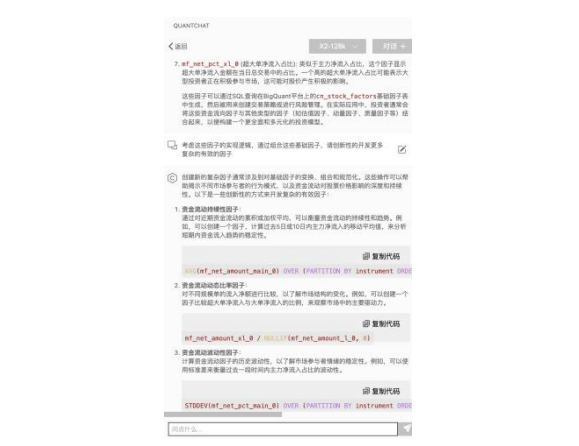 QUANTCHAT
返回
X2-128k
对话 +
7. mf_net_pct_xl_0 (超大单净流入占比): 类似于主力净流入占比，这个因子显示
超大单净流入金额在当日总交易中的占比。一个高的超大单净流入占比可能表示大
型投资者正在积极参与市场，这可能对股价产生积极的影响。
这些因子可以通过SQL查询在BigQuant平台上的cn_stock_factors基础因子表
中生成，然后被用来创建交易策略或进行风险管理。在实际应用中，投资者通常会
将这些资金流向因子与其他类型的因子（如估值因子、动量因子、质量因子等）结
合起来，以便构建一个更全面和多元化的投资模型。
考虑这些因子的实现逻辑，通过组合这些基础因子，请创新性的开发更多
复杂的有效的因子
创建新的复杂因子通常涉及到对基础因子的变换、组合和规范化。这些操作可以帮
助揭示不同市场参与者的行为模式，以及资金流动对股票价格影响的深度和持续
性。以下是一些创新性的方式来开发复杂的有效因子：
1. 资金流动持续性因子：
通过对近期资金流动的累积或加权平均，可以衡量资金流动的持续性和趋势。例
如，可以创建一个因子，计算过去5日或10日内主力净流入的移动平均值，来分析
短期内资金流入趋势的稳定性。
复制代码
AVG(mf_net_amount_main_0) OVER (PARTITION BY instrument ORDE
2. 资金流动动态比率因子：
对不同规模单的流入净额进行比较，以了解市场结构的变化。例如，可以创建一个
因子比较超大单净流入与大单净流入的比例，来观察市场中的主要驱动力。
复制代码
mf_net_amount_xl_0 / NULLIF(mf_net_amount_l_0, 0)
3. 资金流动波动性因子：
计算资金流动因子的历史波动性，以了解市场参与者情绪的稳定性。例如，可以使
用标准差来衡量过去一段时间内主力净流入占比的波动性。
复制代码
STDDEV(mf_net_pct_main_0) OVER (PARTITION BY instrument ORDE
问点什么...